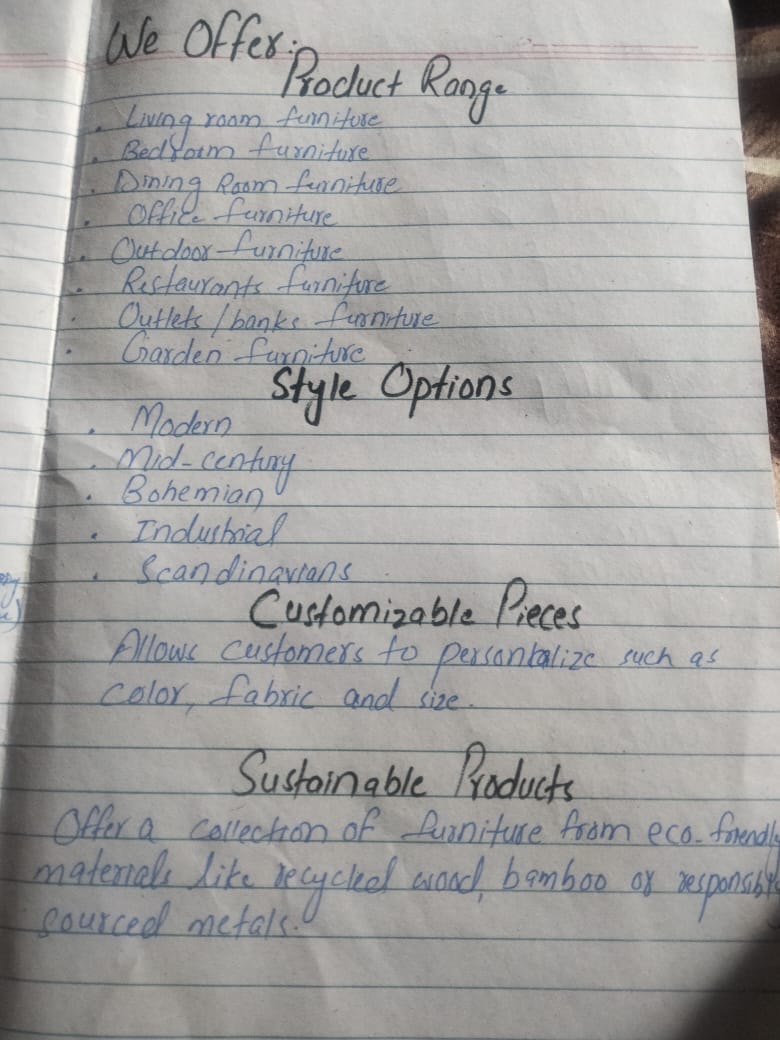 We Offer:
Product Range
. Living room furniture
. Bedroom furniture
. Dining Room furniture
. Office furniture
. Outdoor furniture
. Restaurants furniture
. Outlets / banks furniture
. Garden furniture
Style Options
. Modern
. Mid-century
. Bohemian
. Industrial
. Scandinavians
Customizable Pieces
Allows customers to personalize such as
color, fabric and size.
Sustainable Products
Offer a collection of furniture from eco-friendly
materials like recycled wood, bamboo or responsibly
sourced metals.